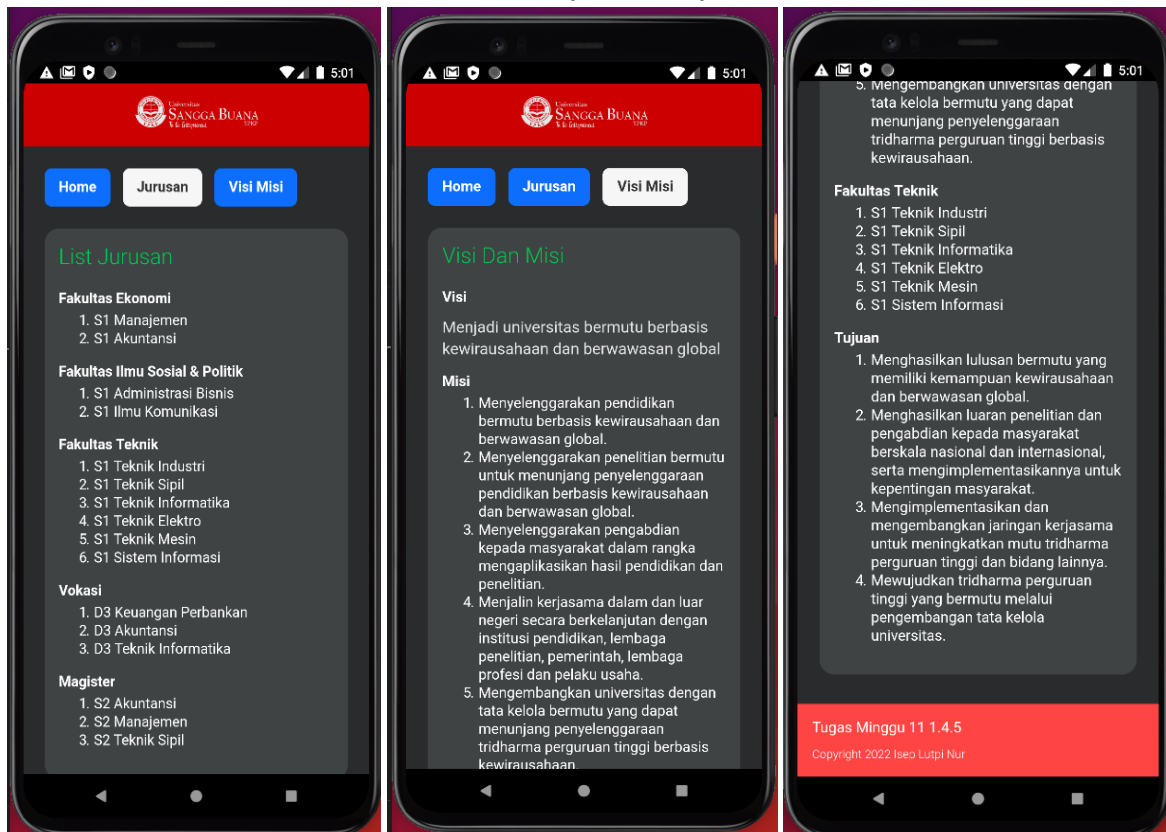 5:01
Universitas
SANGGA BUANA
YPKP
Home
Jurusan
Visi Misi
List Jurusan
Fakultas Ekonomi
1. S1 Manajemen
2. S1 Akuntansi
Fakultas Ilmu Sosial & Politik
1. S1 Administrasi Bisnis
2. S1 Ilmu Komunikasi
Fakultas Teknik
1. S1 Teknik Industri
2. S1 Teknik Sipil
3. S1 Teknik Informatika
4. S1 Teknik Elektro
5. S1 Teknik Mesin
6. S1 Sistem Informasi
Vokasi
1. D3 Keuangan Perbankan
2. D3 Akuntansi
3. D3 Teknik Informatika
Magister
1. S2 Akuntansi
2. S2 Manajemen
3. S2 Teknik Sipil
5:01
Universitas
SANGGA BUANA
YPKP
Home
Jurusan
Visi Misi
Visi Dan Misi
Visi
Menjadi universitas bermutu berbasis
kewirausahaan dan berwawasan global
Misi
1. Menyelenggarakan pendidikan
bermutu berbasis kewirausahaan dan
berwawasan global.
2. Menyelenggarakan penelitian bermutu
untuk menunjang penyelenggaraan
pendidikan berbasis kewirausahaan
dan berwawasan global.
3. Menyelenggarakan pengabdian
kepada masyarakat dalam rangka
mengaplikasikan hasil pendidikan dan
penelitian.
4. Menjalin kerjasama dalam dan luar
negeri secara berkelanjutan dengan
institusi pendidikan, lembaga
penelitian, pemerintah, lembaga
profesi dan pelaku usaha.
5. Mengembangkan universitas dengan
tata kelola bermutu yang dapat
menunjang penyelenggaraan
tridharma perguruan tinggi berbasis
kewirausahaan.
5:01
5. Mengembangkan universitas dengan
tata kelola bermutu yang dapat
menunjang penyelenggaraan
tridharma perguruan tinggi berbasis
kewirausahaan.
Fakultas Teknik
1. S1 Teknik Industri
2. S1 Teknik Sipil
3. S1 Teknik Informatika
4. S1 Teknik Elektro
5. S1 Teknik Mesin
6. S1 Sistem Informasi
Tujuan
1. Menghasilkan lulusan bermutu yang
memiliki kemampuan kewirausahaan
dan berwawasan global.
2. Menghasilkan luaran penelitian dan
pengabdian kepada masyarakat
berskala nasional dan internasional,
serta mengimplementasikannya untuk
kepentingan masyarakat.
3. Mengimplementasikan dan
mengembangkan jaringan kerjasama
untuk meningkatkan mutu tridharma
perguruan tinggi dan bidang lainnya.
4. Mewujudkan tridharma perguruan
tinggi yang bermutu melalui
pengembangan tata kelola
universitas.
Tugas Minggu 11 1.4.5
Copyright 2022 Isep Lutpi Nur